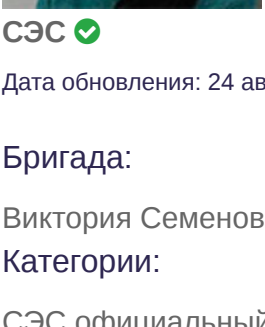 СЭС
Дата обновления: 24 ав
Бригада:
Виктория Семенов
Категории:
СЭС официальный